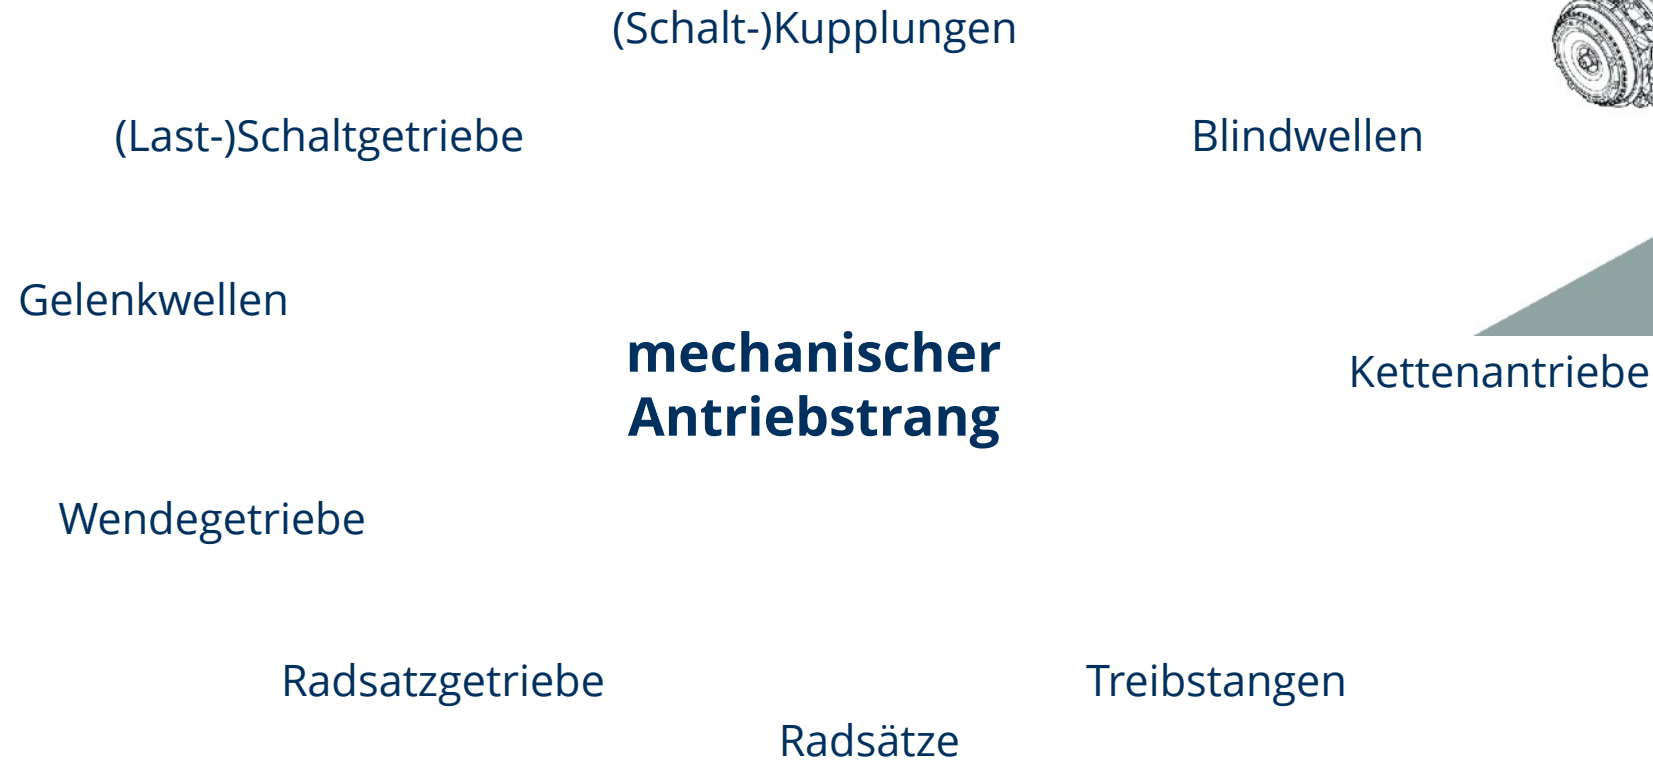 (Schalt-)Kupplungen
(Last-)Schaltgetriebe
Blindwellen
Gelenkwellen
mechanischer
Antriebstrang
Kettenantriebe
Wendegetriebe
Radsatzgetriebe
Treibstangen
Radsätze